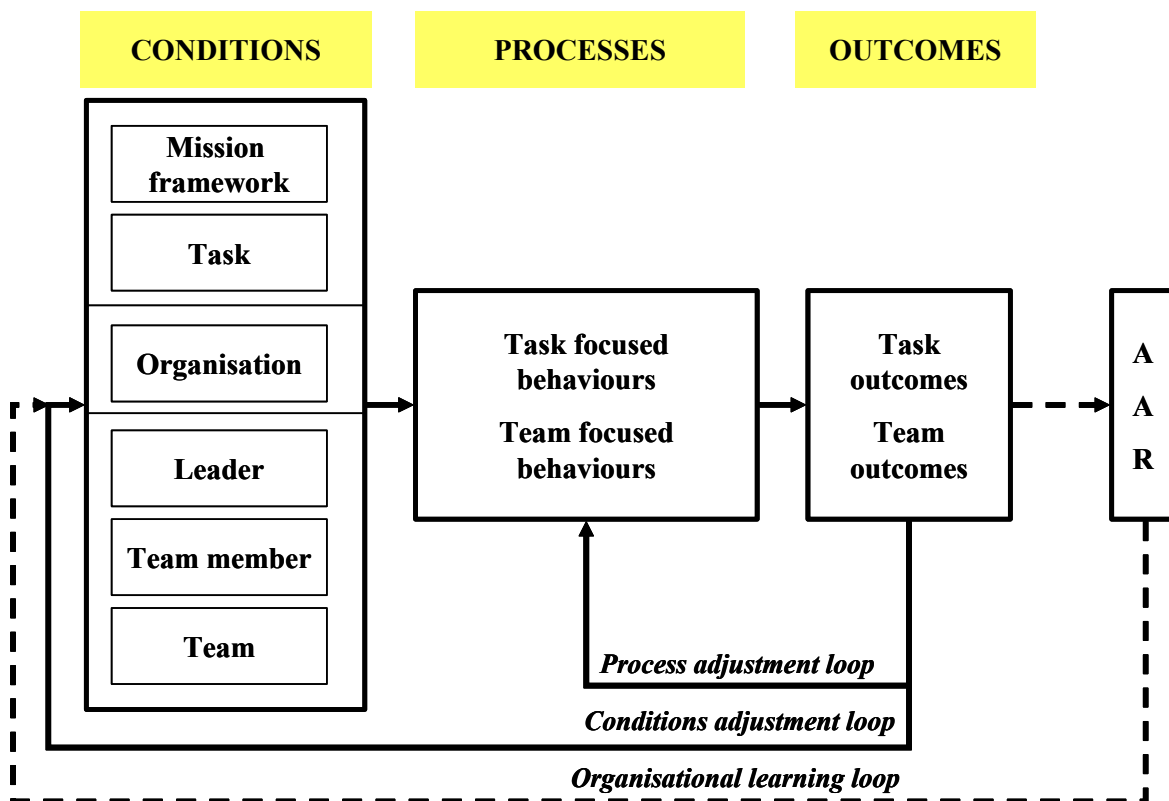 CONDITIONS
PROCESSES
OUTCOMES
Mission
framework
Task
Organisation
Leader
Team member
Team
Task focused
behaviours
Team focused
behaviours
Task
outcomes
Team
outcomes
A
A
R
Process adjustment loop
Conditions adjustment loop
Organisational learning loop